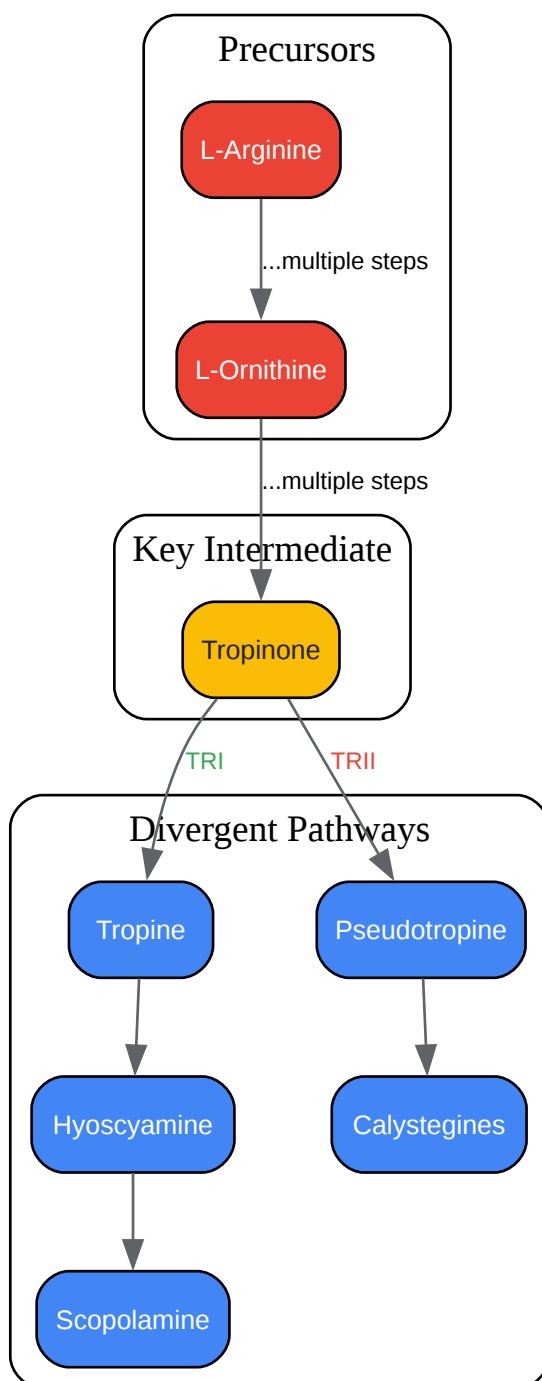 Precursors
L-Arginine
...multiple steps
L-Ornithine
...multiple steps
Key Intermediate
Tropinone
TRI
TRII
Divergent Pathways
Tropine
Pseudotropine
Hyoscyamine
Calystegines
Scopolamine